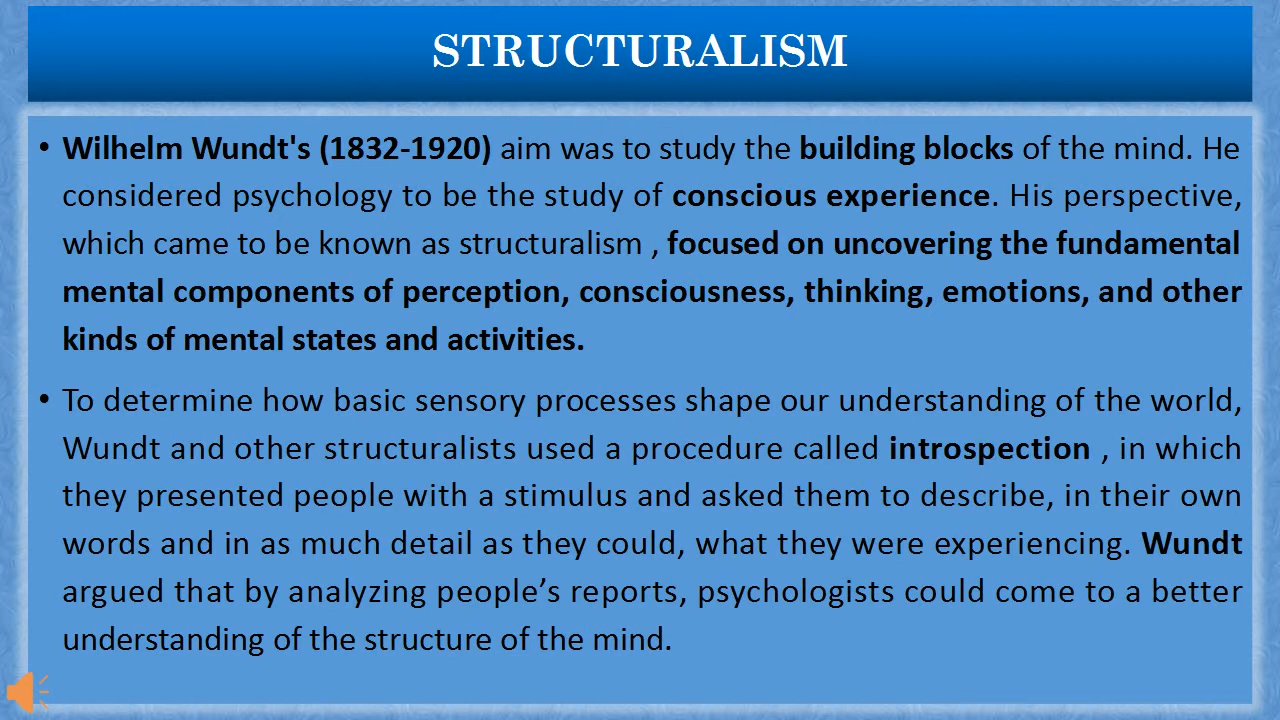 STRUCTURALISM
• Wilhelm Wundt's (1832-1920) aim was to study the building blocks of the mind. He
considered psychology to be the study of conscious experience. His perspective,
which came to be known as structuralism , focused on uncovering the fundamental
mental components of perception, consciousness, thinking, emotions, and other
kinds of mental states and activities.
• To determine how basic sensory processes shape our understanding of the world,
Wundt and other structuralists used a procedure called introspection , in which
they presented people with a stimulus and asked them to describe, in their own
words and in as much detail as they could, what they were experiencing. Wundt
argued that by analyzing people’s reports, psychologists could come to a better
understanding of the structure of the mind.